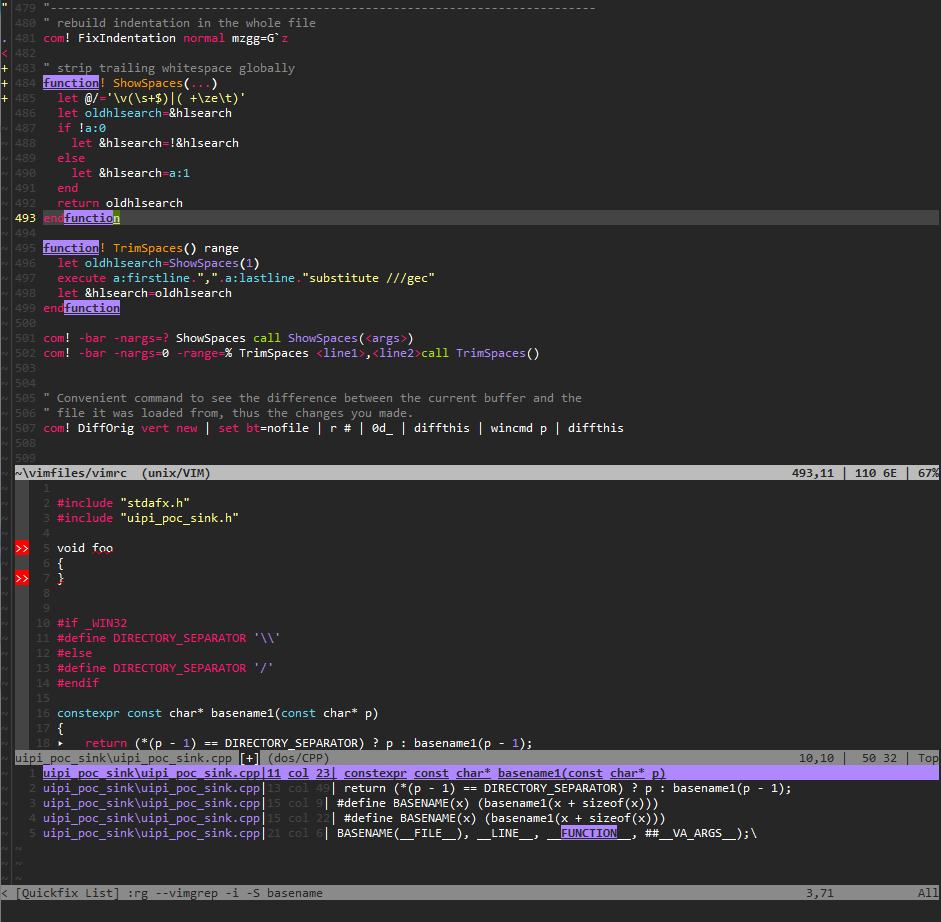 " 479 "------------------------------------------------------------------------------
480 " rebuild indentation in the whole file
. 481 com! FixIndentation normal mzgg=G`z
< 482
+ 483 " strip trailing whitespace globally
+ 484 function! ShowSpaces(...)
+ 485   let @/='\v(\s+$)|( +\ze\t)'
~ 486   let oldhlsearch=&hlsearch
~ 487   if !a:0
~ 488     let &hlsearch=!&hlsearch
~ 489   else
~ 490     let &hlsearch=a:1
~ 491   end
~ 492   return oldhlsearch
~ 493 endfunction
~ 494
~ 495 function! TrimSpaces() range
~ 496   let oldhlsearch=ShowSpaces(1)
~ 497   execute a:firstline.",".a:lastline."substitute ///gec"
~ 498   let &hlsearch=oldhlsearch
~ 499 endfunction
~ 500
~ 501 com! -bar -nargs=? ShowSpaces call ShowSpaces(<args>)
~ 502 com! -bar -nargs=0 -range=% TrimSpaces <line1>,<line2>call TrimSpaces()
~ 503
~ 504
~ 505 " Convenient command to see the difference between the current buffer and the
~ 506 " file it was loaded from, thus the changes you made.
~ 507 com! DiffOrig vert new | set bt=nofile | r # | 0d_ | diffthis | wincmd p | diffthis
~ 508
~ 509
~ ~\vimfiles/vimrc  (unix/VIM) 493,11 | 110 6E | 67%
~ 1
~ 2 #include "stdafx.h"
~ 3 #include "uipi_poc_sink.h"
~ 4
~ >> 5 void foo
~ 6 {
~ >> 7 }
~ 8
~ 9
~ 10 #if _WIN32
~ 11 #define DIRECTORY_SEPARATOR '\\'
~ 12 #else
~ 13 #define DIRECTORY_SEPARATOR '/'
~ 14 #endif
~ 15
~ 16 constexpr const char* basename1(const char* p)
~ 17 {
~ 18 ▸   return (*(p - 1) == DIRECTORY_SEPARATOR) ? p : basename1(p - 1);
~ uipi_poc_sink\uipi_poc_sink.cpp [+] (dos/CPP) 10,10 | 50 32 | Top
~ 1 uipi_poc_sink\uipi_poc_sink.cpp|11 col 23| constexpr const char* basename1(const char* p)
~ 2 uipi_poc_sink\uipi_poc_sink.cpp|13 col 49| return (*(p - 1) == DIRECTORY_SEPARATOR) ? p : basename1(p - 1);
~ 3 uipi_poc_sink\uipi_poc_sink.cpp|15 col 9| #define BASENAME(x) (basename1(x + sizeof(x)))
~ 4 uipi_poc_sink\uipi_poc_sink.cpp|15 col 22| #define BASENAME(x) (basename1(x + sizeof(x)))
~ 5 uipi_poc_sink\uipi_poc_sink.cpp|21 col 6| BASENAME(__FILE__), __LINE__, __FUNCTION__, ##__VA_ARGS__);\
~ ~
~ ~
~ ~
< [Quickfix List] :rg --vimgrep -i -S basename 3,71 All